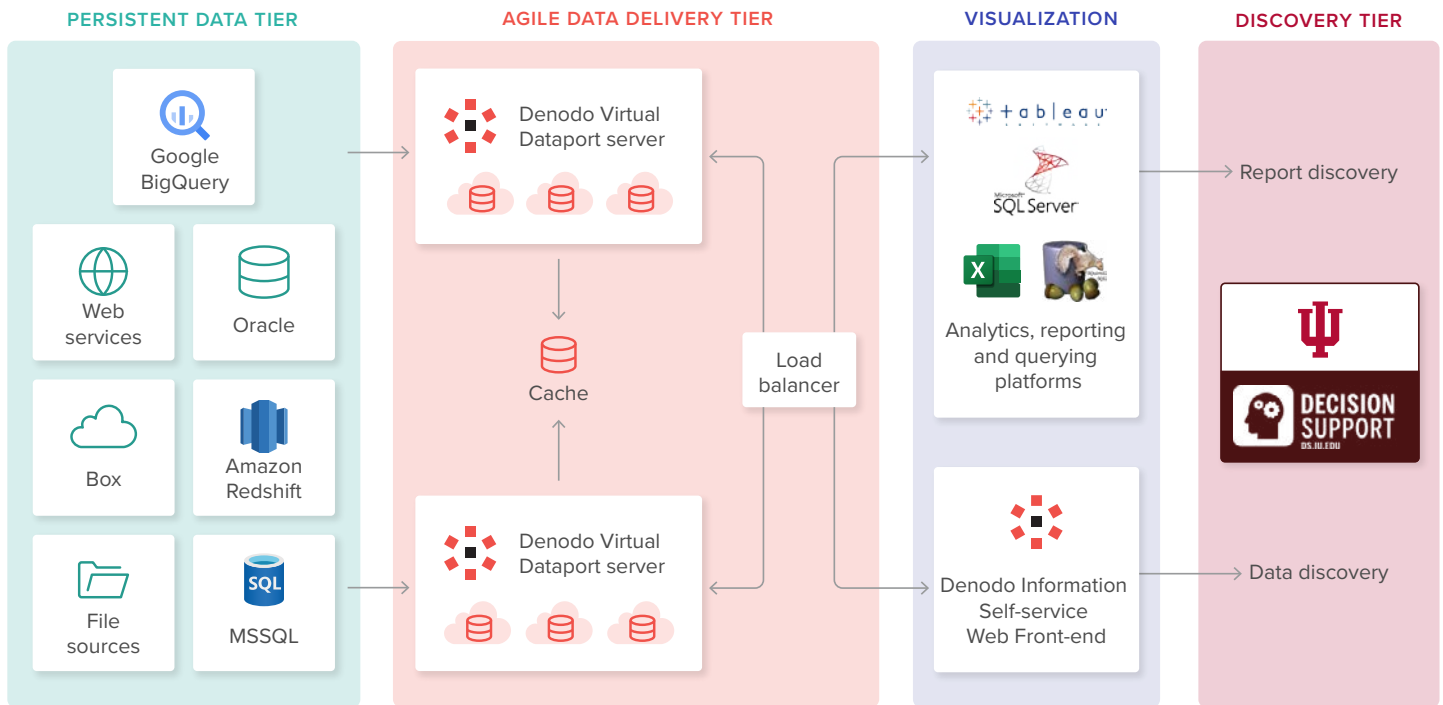 PERSISTENT DATA TIER
AGILE DATA DELIVERY TIER
VISUALIZATION
DISCOVERY TIER
Google
BigQuery
Web
services
Oracle
Box
Amazon
Redshift
File
sources
SQL
MSSQL
Denodo Virtual
Dataport server
Cache
Denodo Virtual
Dataport server
Load
balancer
+ a b l e a u
S O F T W A R E
Microsoft
SQL Server
X
Analytics, reporting
and querying
platforms
Denodo Information
Self-service
Web Front-end
Report discovery
DECISION
SUPPORT
DS.IU.EDU
Data discovery